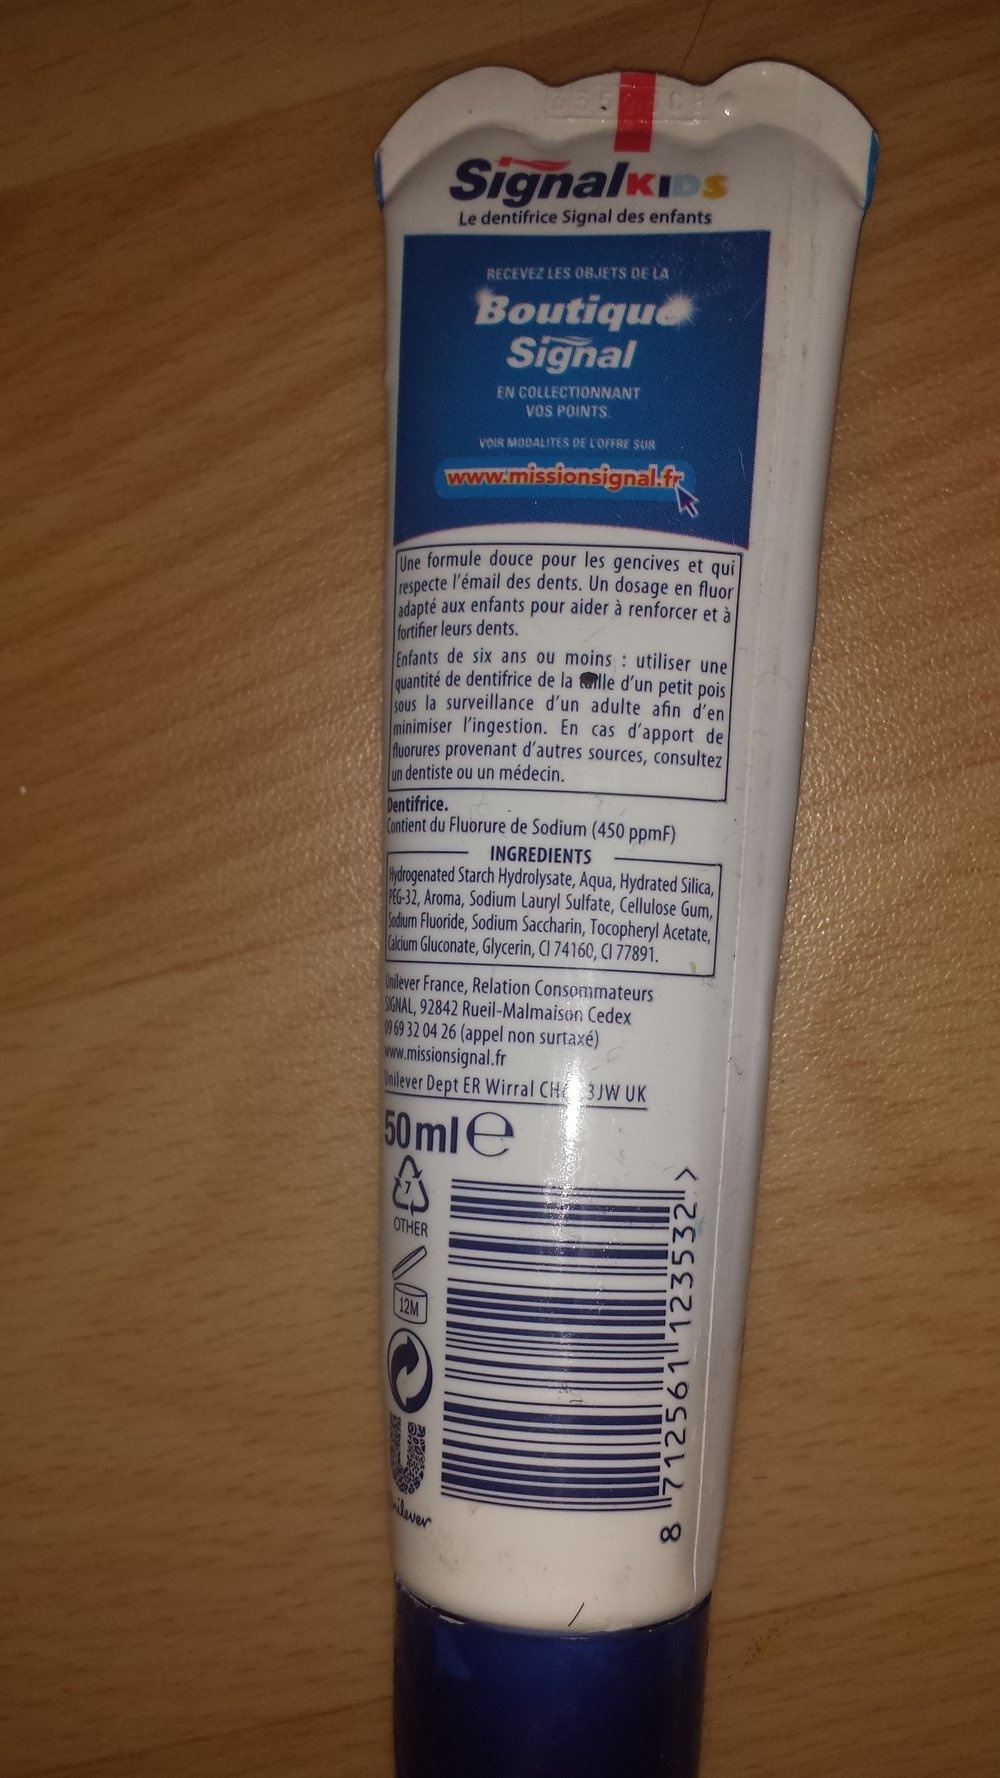 Signal KIDS
Le dentifrice Signal des enfants
RECEVEZ LES OBJETS DE LA
Boutique
Signal
EN COLLECTIONNANT
VOS POINTS.
VOIR MODALITÉS DE L'OFFRE SUR
www.missionsignal.fr
Une formule douce pour les gencives et qui
respecte l'émail des dents. Un dosage en fluor
adapté aux enfants pour aider à renforcer et à
fortifier leurs dents.
Enfants de six ans ou moins : utiliser une
quantité de dentifrice de la taille d'un petit pois
sous la surveillance d'un adulte afin d'en
minimiser l'ingestion. En cas d'apport de
fluorures provenant d'autres sources, consultez
un dentiste ou un médecin.
Dentifrice.
Contient du Fluorure de Sodium (450 ppmF)
INGREDIENTS
Hydrogenated Starch Hydrolysate, Aqua, Hydrated Silica,
PEG-32, Aroma, Sodium Lauryl Sulfate, Cellulose Gum,
Sodium Fluoride, Sodium Saccharin, Tocopheryl Acetate,
Calcium Gluconate, Glycerin, CI 74160, CI 77891.
Unilever France, Relation Consommateurs
SIGNAL, 92842 Rueil-Malmaison Cedex
09 69 32 04 26 (appel non surtaxé)
www.missionsignal.fr
Unilever Dept ER Wirral 3JW UK
50 ml e
7
OTHER
12M
Unilever
8 712561 123532 >